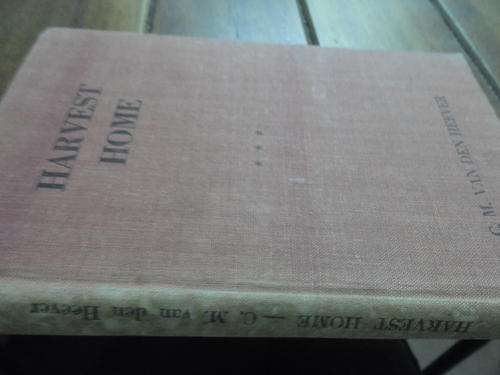 HARVEST
HOME
* * *
C. M. VAN DEN HEEVER
HARVEST HOME — C. M. van den Heever